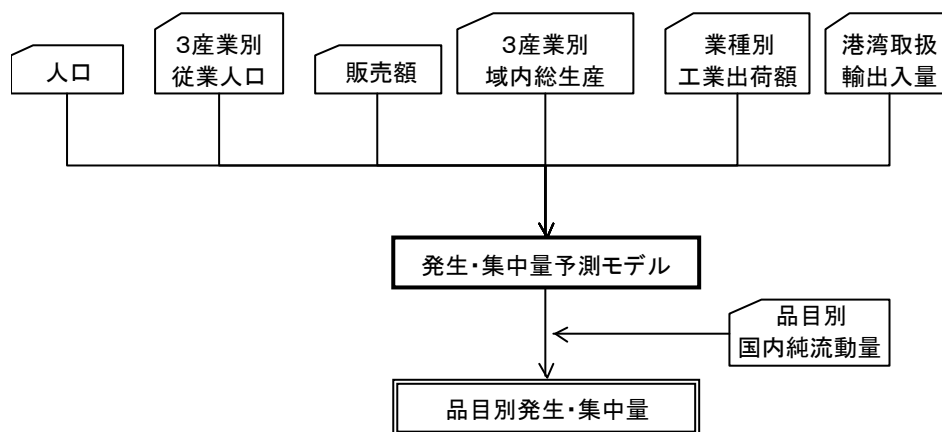 人口
3産業別
従業人口
販売額
3産業別
域内総生産
業種別
工業出荷額
港湾取扱
輸出入量
発生・集中量予測モデル
品目別
国内純流動量
品目別発生・集中量